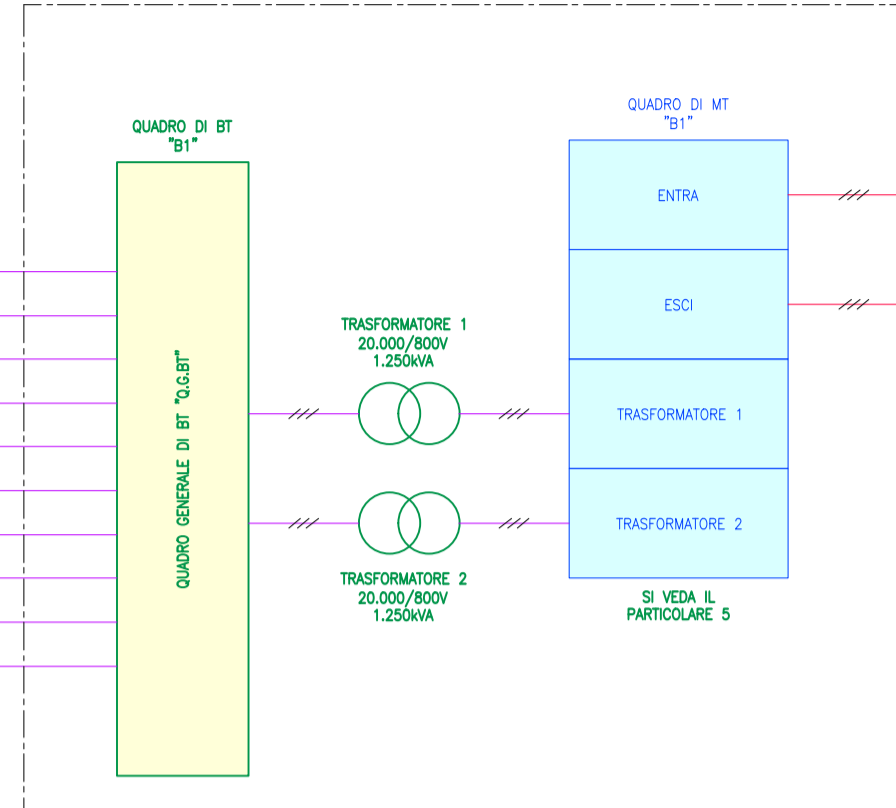 QUADRO DI BT
"B1"
QUADRO GENERALE DI BT "Q.G.BT"
TRASFORMATORE 1
20.000/800V
1.250kVA
TRASFORMATORE 2
20.000/800V
1.250kVA
QUADRO DI MT
"B1"
ENTRA
ESCI
TRASFORMATORE 1
TRASFORMATORE 2
SI VEDA IL
PARTICOLARE 5